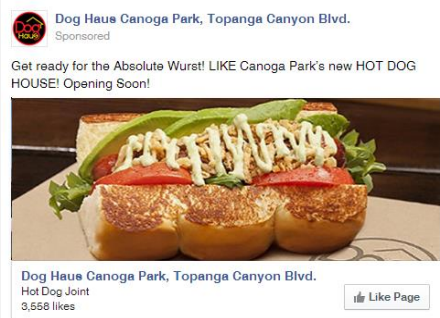 Dog Haus
Dog Haus Canoga Park, Topanga Canyon Blvd.
Sponsored
Get ready for the Absolute Wurst! LIKE Canoga Park's new HOT DOG
HOUSE! Opening Soon!
Dog Haus Canoga Park, Topanga Canyon Blvd.
Hot Dog Joint
3,558 likes
Like Page